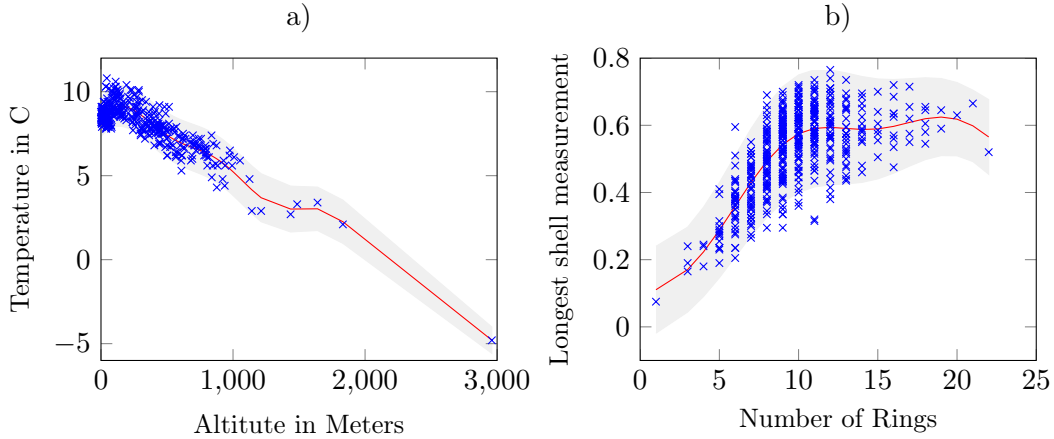 a)
Temperature in C
10
5
0
−5
0 1,000 2,000 3,000
Altitute in Meters
b)
Longest shell measurement
0.8
0.6
0.4
0.2
0
0 5 10 15 20 25
Number of Rings